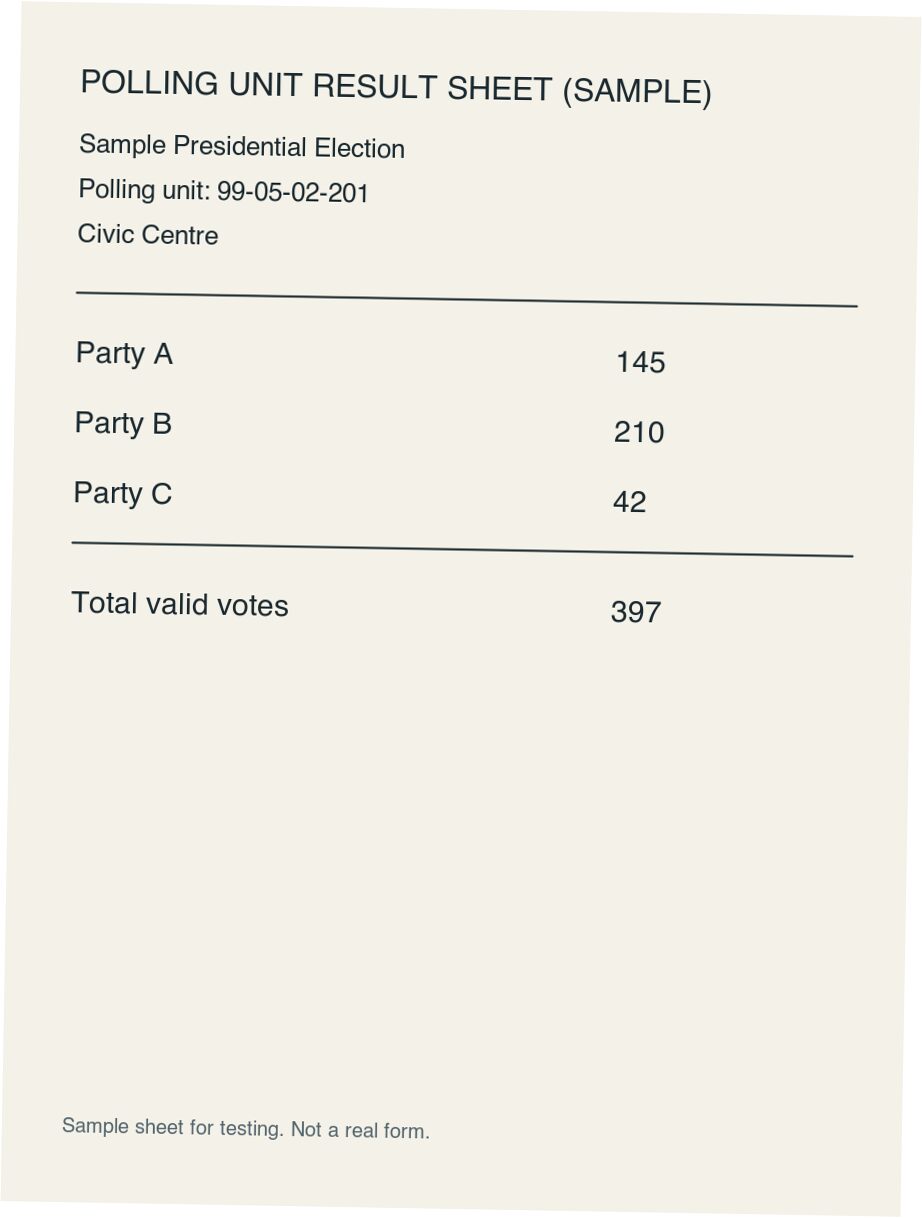 POLLING UNIT RESULT SHEET (SAMPLE)
Sample Presidential Election
Polling unit: 99-05-02-201
Civic Centre
Party A 145
Party B 210
Party C 42
Total valid votes 397
Sample sheet for testing. Not a real form.